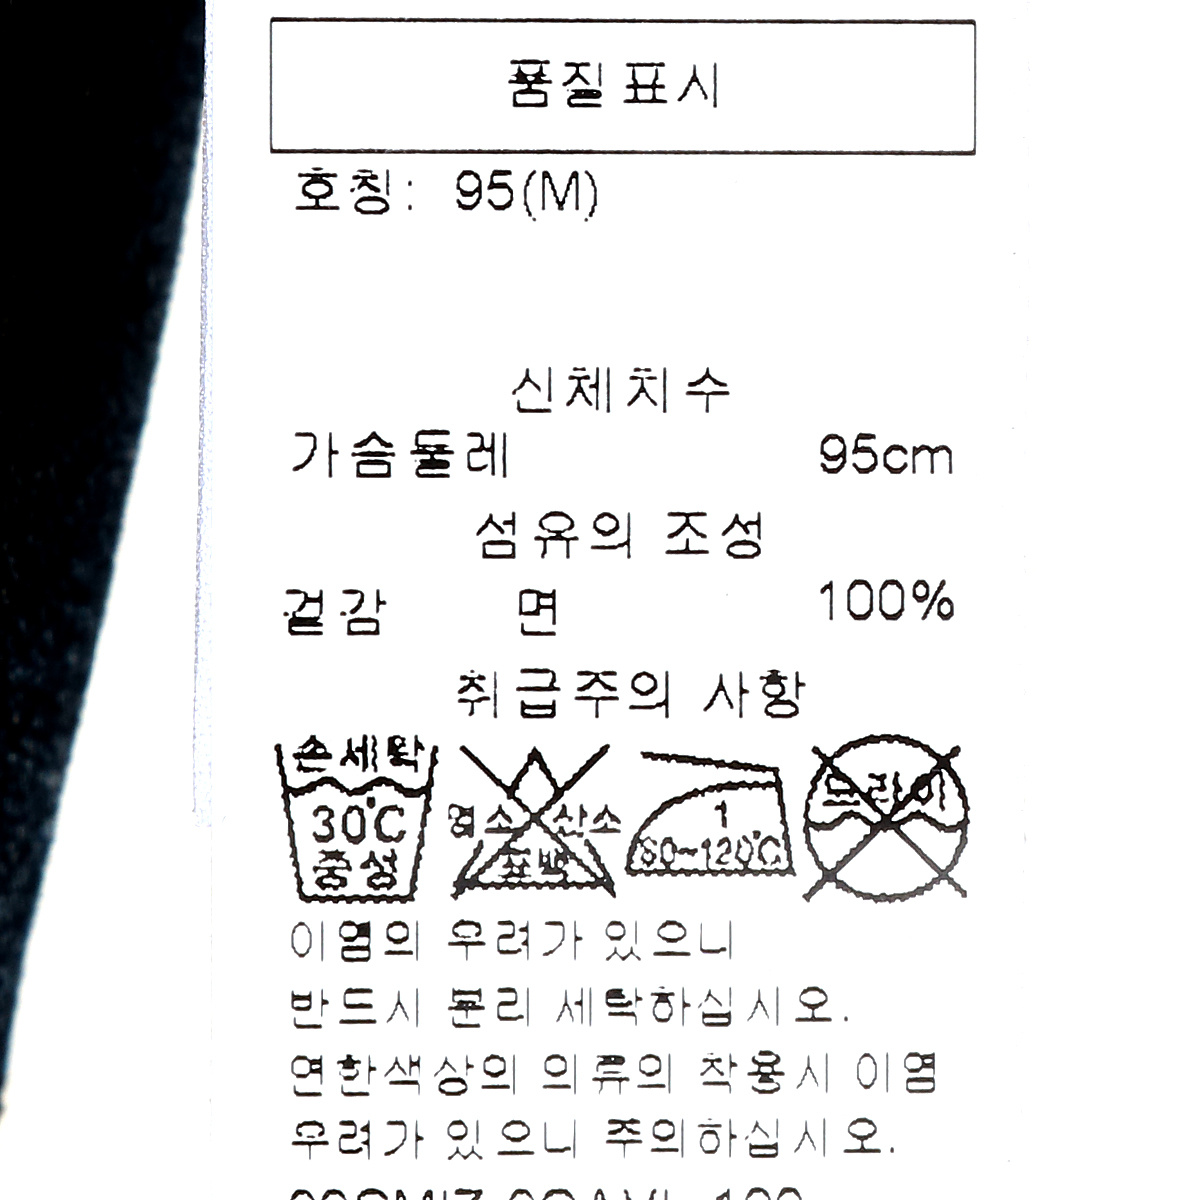 품질표시
호칭: 95(M)
신체치수
가슴둘레 95cm
섬유의 조성
겉감 면 100%
취급주의 사항
손세탁
30℃
중성
염소 산소
표백
1
80~120℃
드라이
이염의 우려가 있으니
반드시 분리 세탁하십시오.
연한색상의 의류의 착용시 이염
우려가 있으니 주의하십시오.